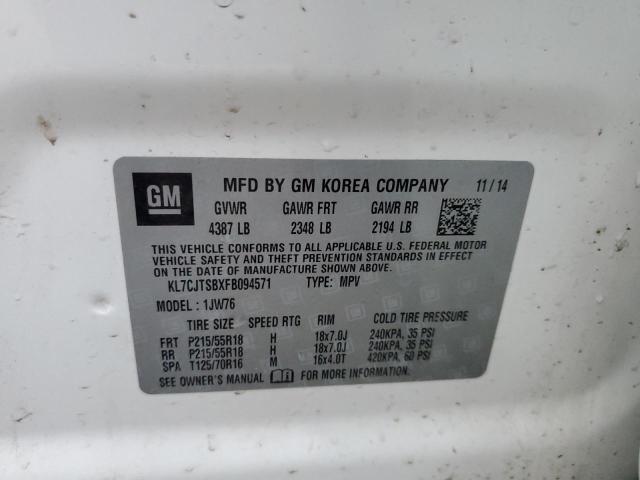 GM
MFD BY GM KOREA COMPANY 11/14
GVWR GAWR FRT GAWR RR
4387 LB 2348 LB 2194 LB
THIS VEHICLE CONFORMS TO ALL APPLICABLE U.S. FEDERAL MOTOR
VEHICLE SAFETY AND THEFT PREVENTION STANDARDS IN EFFECT
ON THE DATE OF MANUFACTURE SHOWN ABOVE.
KL7CJTSBXFB094571 TYPE: MPV
MODEL: 1JW76
TIRE SIZE SPEED RTG RIM COLD TIRE PRESSURE
FRT P215/55R18 H 18x7.0J 240KPA, 35 PSI
RR P215/55R18 H 18x7.0J 240KPA, 35 PSI
SPA T125/70R16 M 16x4.0T 420KPA, 60 PSI
SEE OWNER'S MANUAL FOR MORE INFORMATION.